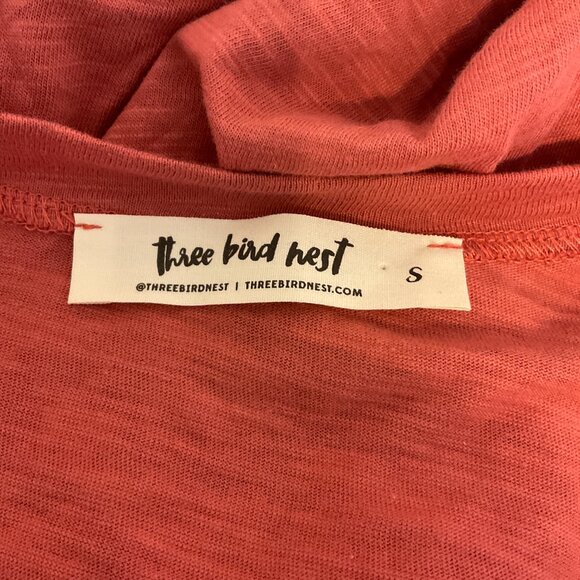 three bird nest
@THREEBIRDNEST | THREEBIRDNEST.COM
S